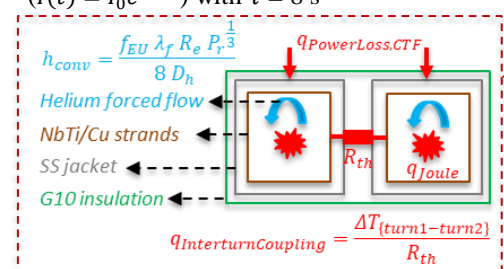 (I(t) = I₀e        ) with τ = 8 s
h_conv = f_EU λ_f R_e P_r^(1/3) / 8 D_h
q_PowerLoss,CTF
Helium forced flow
NbTi/Cu strands
SS jacket
G10 insulation
R_th
q_Joule
q_InterturnCoupling = ΔT_{turn1−turn2} / R_th